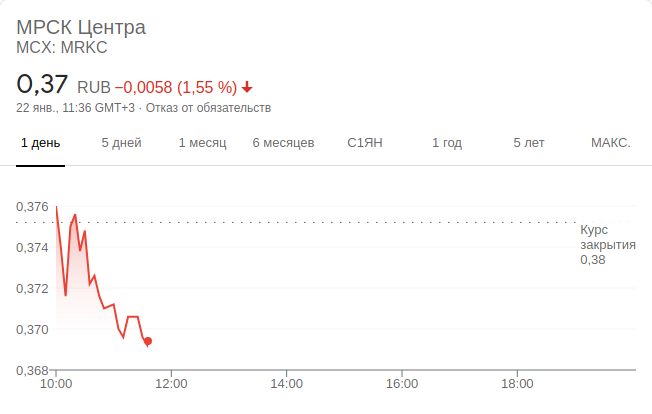 МРСК Центра
MCX: MRKC
0,37 RUB −0,0058 (1,55 %)
22 янв., 11:36 GMT+3 · Отказ от обязательств
1 день 5 дней 1 месяц 6 месяцев С1ЯН 1 год 5 лет МАКС.
0,376
Курс
закрытия
0,38
0,374
0,372
0,370
0,368
10:00 12:00 14:00 16:00 18:00